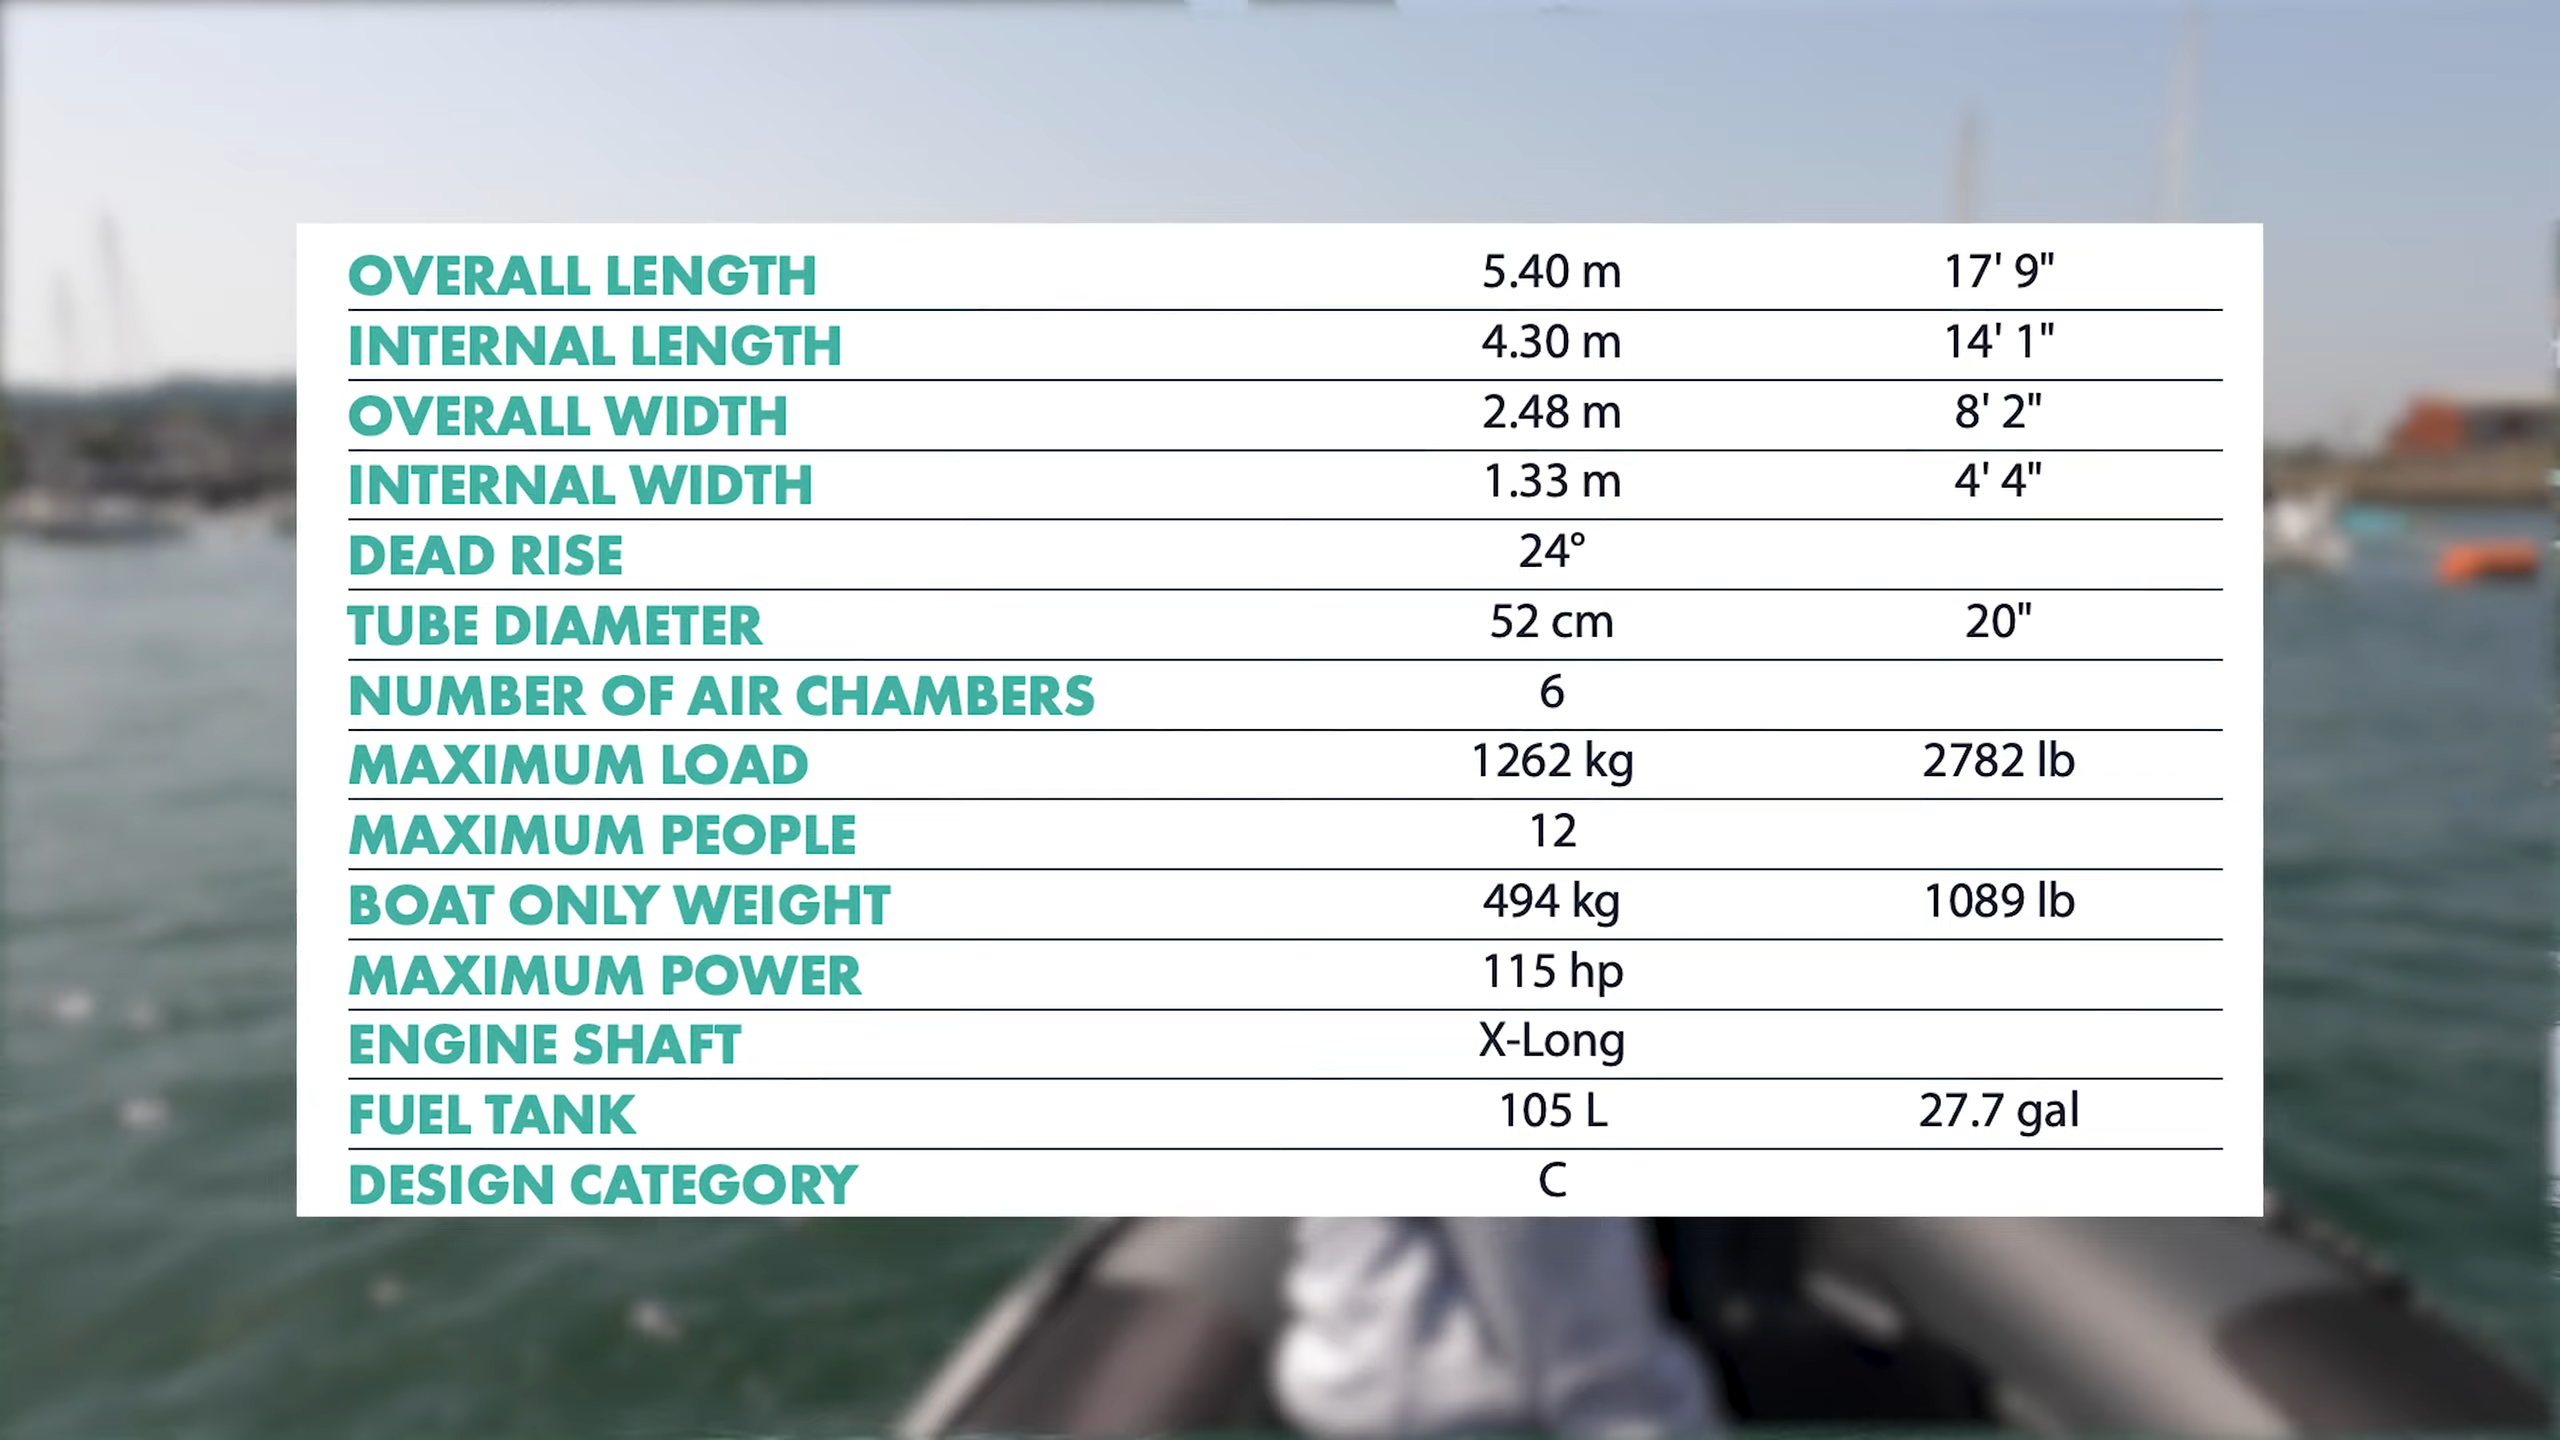 OVERALL LENGTH 5.40 m 17' 9"
INTERNAL LENGTH 4.30 m 14' 1"
OVERALL WIDTH 2.48 m 8' 2"
INTERNAL WIDTH 1.33 m 4' 4"
DEAD RISE 24°
TUBE DIAMETER 52 cm 20"
NUMBER OF AIR CHAMBERS 6
MAXIMUM LOAD 1262 kg 2782 lb
MAXIMUM PEOPLE 12
BOAT ONLY WEIGHT 494 kg 1089 lb
MAXIMUM POWER 115 hp
ENGINE SHAFT X-Long
FUEL TANK 105 L 27.7 gal
DESIGN CATEGORY C